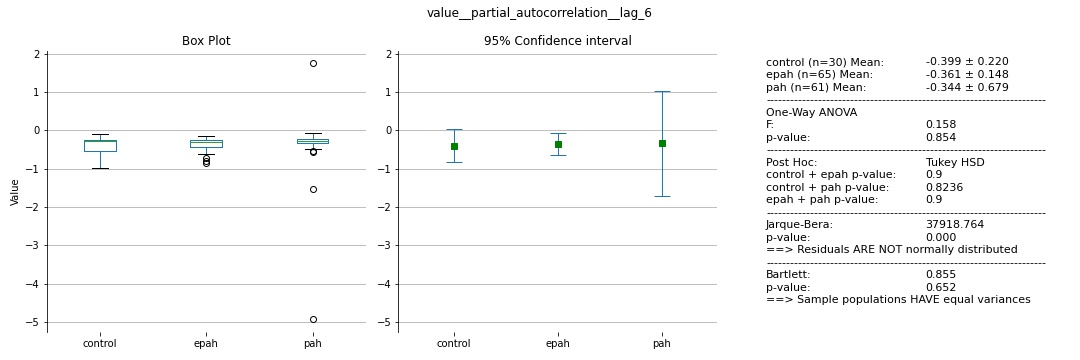 value__partial_autocorrelation__lag_6
Box Plot
Value
2
1
0
−1
−2
−3
−4
−5
control
epah
pah
95% Confidence interval
2
1
0
−1
−2
−3
−4
−5
control
epah
pah
control (n=30) Mean: -0.399 ± 0.220
epah (n=65) Mean: -0.361 ± 0.148
pah (n=61) Mean: -0.344 ± 0.679
One-Way ANOVA
F: 0.158
p-value: 0.854
Post Hoc: Tukey HSD
control + epah p-value: 0.9
control + pah p-value: 0.8236
epah + pah p-value: 0.9
Jarque-Bera: 37918.764
p-value: 0.000
==> Residuals ARE NOT normally distributed
Bartlett: 0.855
p-value: 0.652
==> Sample populations HAVE equal variances